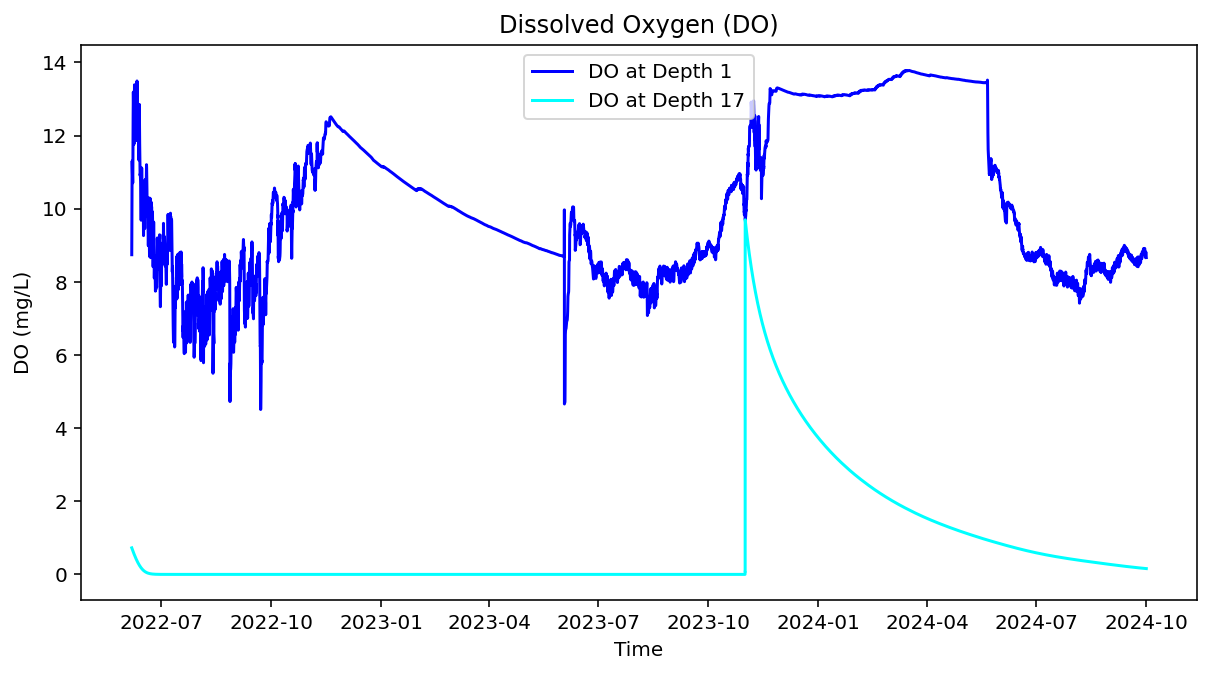 Dissolved Oxygen (DO)
DO at Depth 1
DO at Depth 17
DO (mg/L)
14
12
10
8
6
4
2
0
2022-07 2022-10 2023-01 2023-04 2023-07 2023-10 2024-01 2024-04 2024-07 2024-10
Time